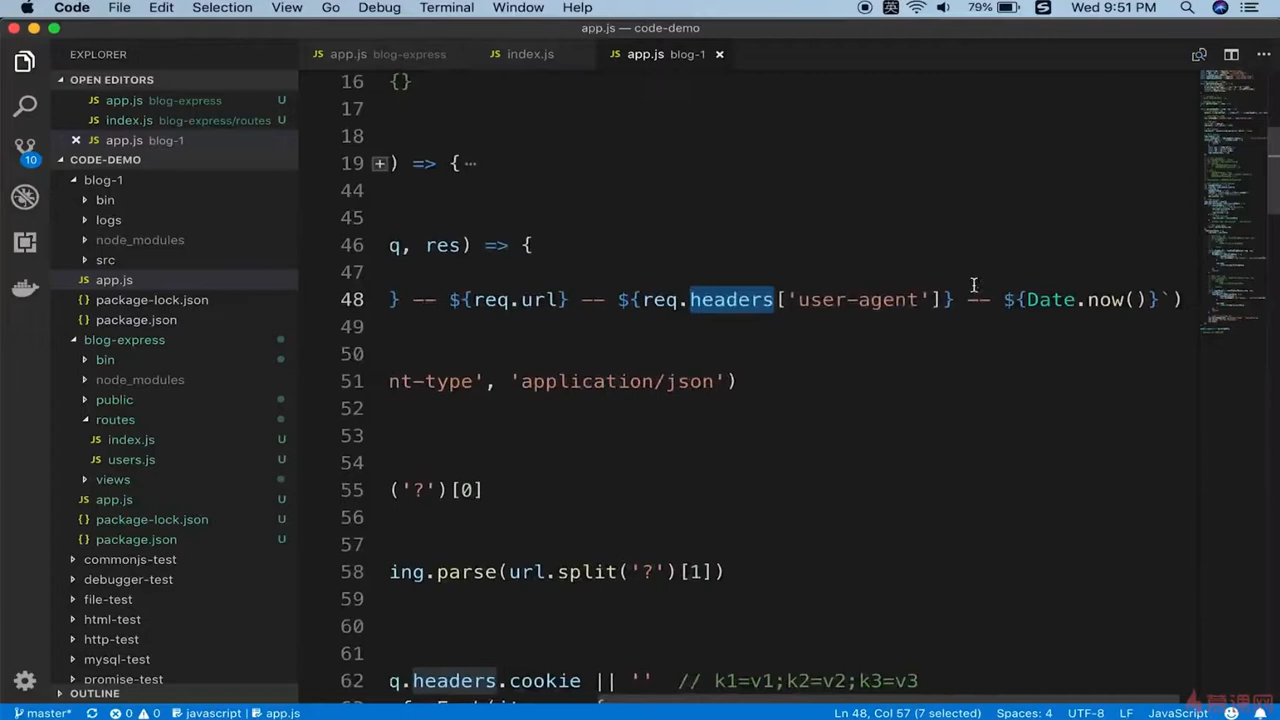 Code File Edit Selection View Go Debug Terminal Window Help 79% 英 S Wed 9:51 PM
app.js — code-demo
EXPLORER
JS app.js blog-express JS index.js JS app.js blog-1 ×
OPEN EDITORS
JS app.js blog-express U
JS index.js blog-express/routes U
× JS app.js blog-1
CODE-DEMO
blog-1
bin
logs
node_modules
src
JS app.js
{} package-lock.json
{} package.json
blog-express
bin
node_modules
public
routes
JS index.js U
JS users.js U
views
JS app.js U
{} package-lock.json U
{} package.json U
commonjs-test
debugger-test
file-test
html-test
http-test
mysql-test
promise-test
OUTLINE
10
16 {}
17
18
19 ) => {…
44
45
46 q, res) => {
47
48 } -- ${req.url} -- ${req.headers['user-agent']} -- ${Date.now()}`)
49
50
51 nt-type', 'application/json')
52
53
54
55 ('?')[0]
56
57
58 ing.parse(url.split('?')[1])
59
60
61
62 q.headers.cookie || '' // k1=v1;k2=v2;k3=v3
master* 0 0 javascript app.js Ln 48, Col 57 (7 selected) Spaces: 4 UTF-8 LF JavaScript
慕课网